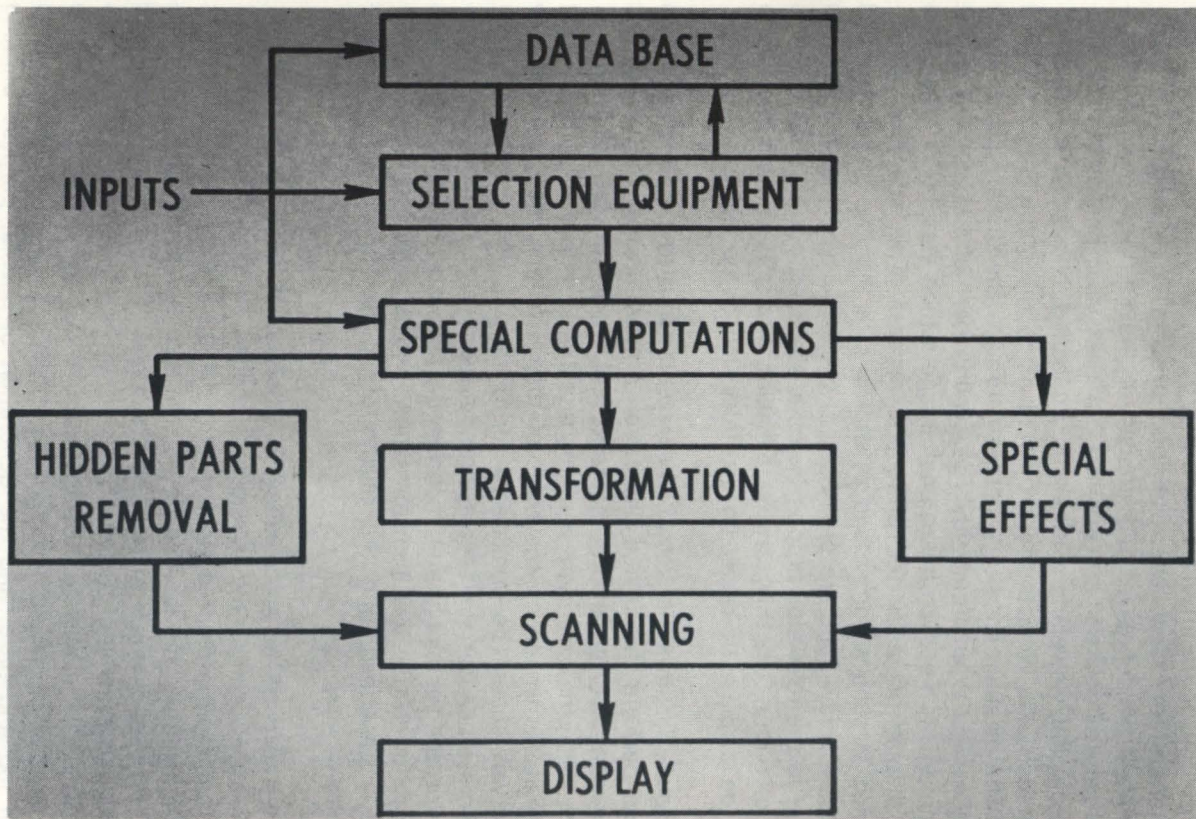 DATA BASE
INPUTS
SELECTION EQUIPMENT
SPECIAL COMPUTATIONS
HIDDEN PARTS
REMOVAL
TRANSFORMATION
SPECIAL
EFFECTS
SCANNING
DISPLAY